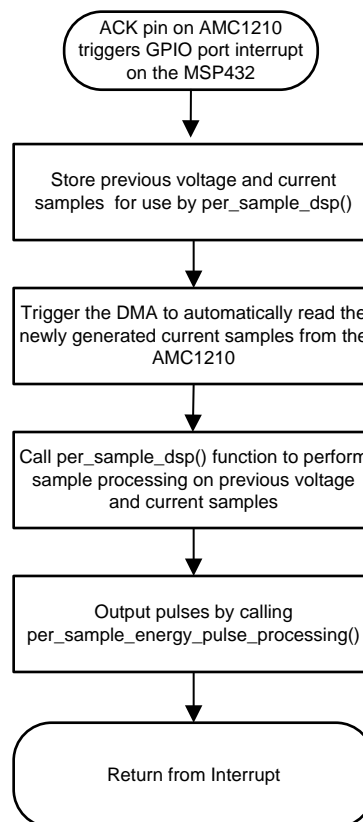 ACK pin on AMC1210
triggers GPIO port interrupt
on the MSP432
Store previous voltage and current
samples for use by per_sample_dsp()
Trigger the DMA to automatically read the
newly generated current samples from the
AMC1210
Call per_sample_dsp() function to perform
sample processing on previous voltage
and current samples
Output pulses by calling
per_sample_energy_pulse_processing()
Return from Interrupt